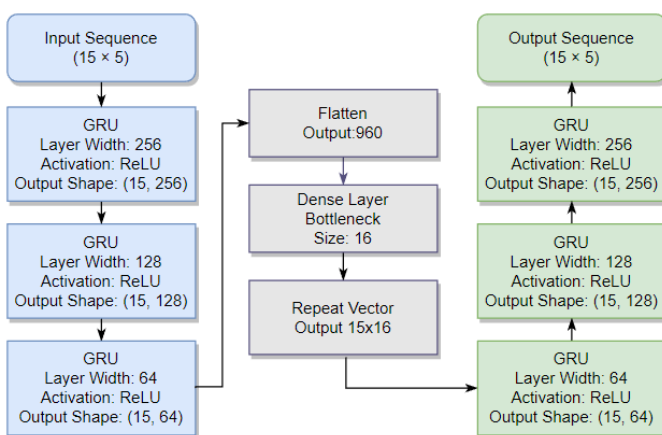 Input Sequence
(15 × 5)
GRU
Layer Width: 256
Activation: ReLU
Output Shape: (15, 256)
GRU
Layer Width: 128
Activation: ReLU
Output Shape: (15, 128)
GRU
Layer Width: 64
Activation: ReLU
Output Shape: (15, 64)
Flatten
Output:960
Dense Layer
Bottleneck
Size: 16
Repeat Vector
Output 15x16
Output Sequence
(15 × 5)
GRU
Layer Width: 256
Activation: ReLU
Output Shape: (15, 256)
GRU
Layer Width: 128
Activation: ReLU
Output Shape: (15, 128)
GRU
Layer Width: 64
Activation: ReLU
Output Shape: (15, 64)